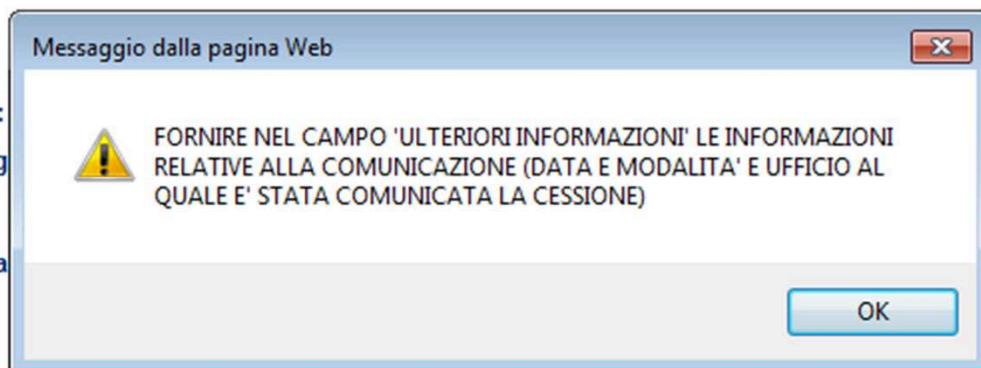 Messaggio dalla pagina Web
FORNIRE NEL CAMPO 'ULTERIORI INFORMAZIONI' LE INFORMAZIONI
RELATIVE ALLA COMUNICAZIONE (DATA E MODALITA' E UFFICIO AL
QUALE E' STATA COMUNICATA LA CESSIONE)
OK